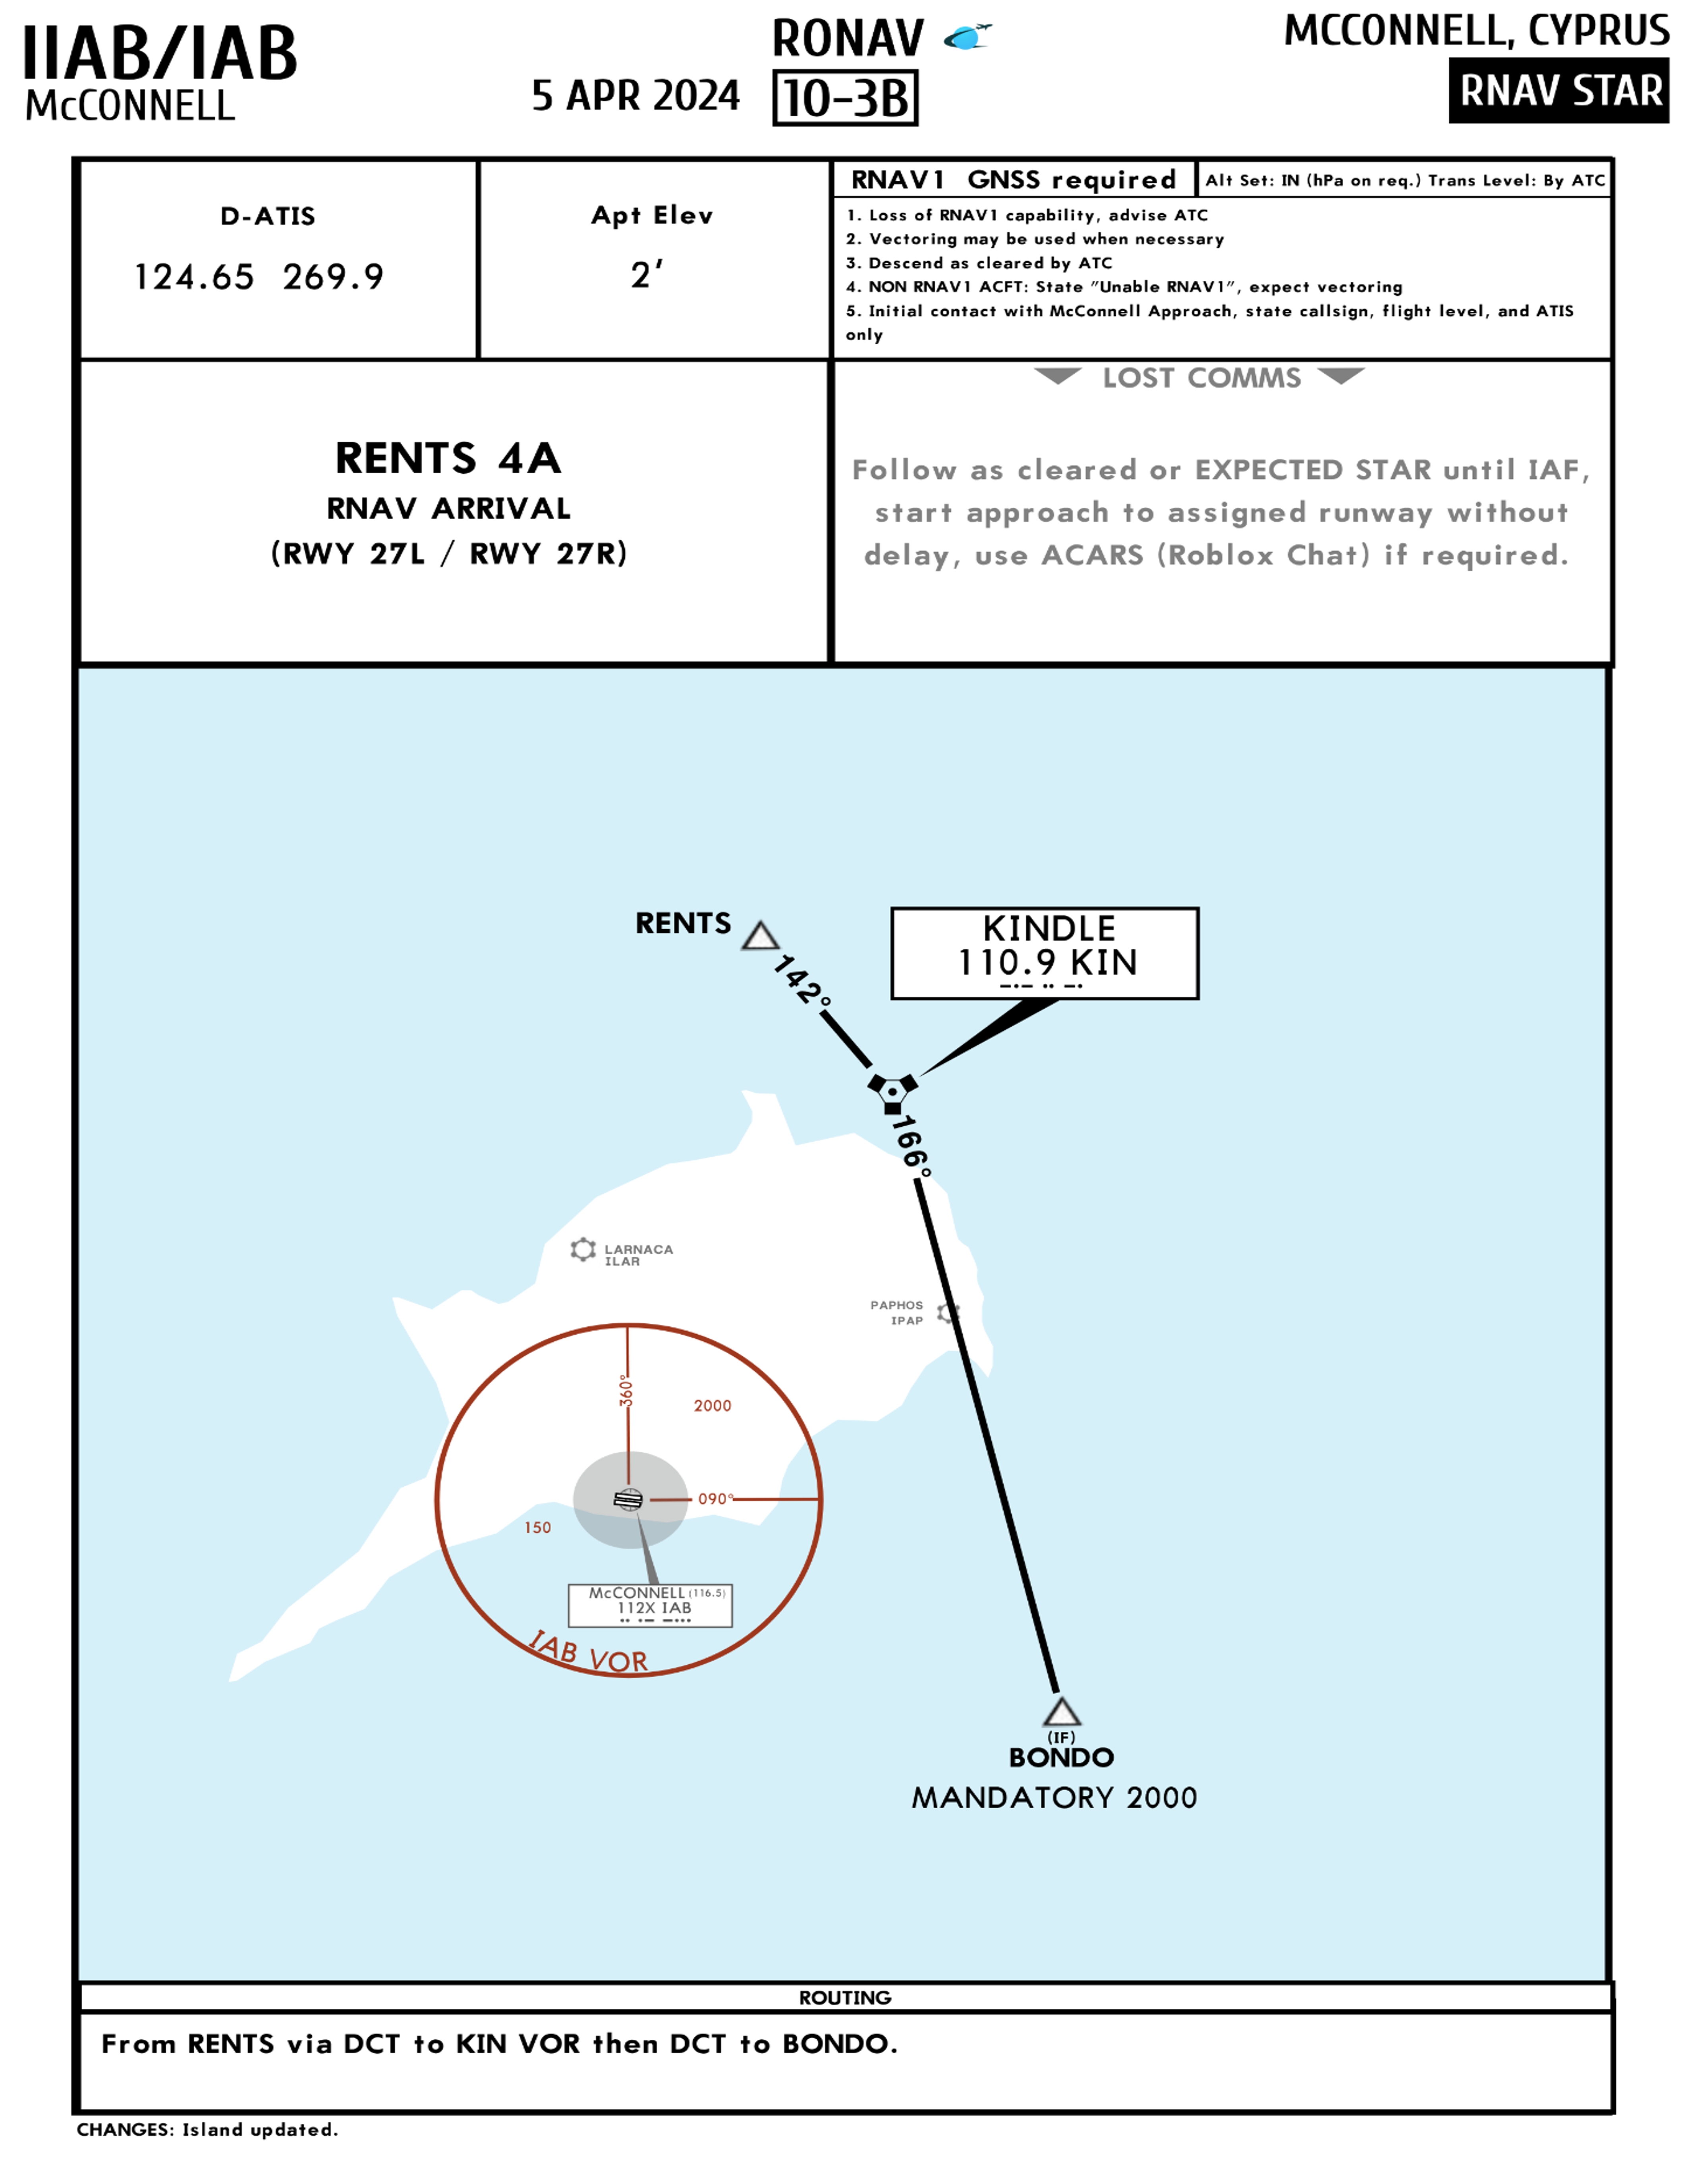 IIAB/IAB
McCONNELL
5 APR 2024
RONAV
10-3B
MCCONNELL, CYPRUS
RNAV STAR
D-ATIS
124.65 269.9
Apt Elev
2'
RNAV1 GNSS required
Alt Set: IN (hPa on req.) Trans Level: By ATC
1. Loss of RNAV1 capability, advise ATC
2. Vectoring may be used when necessary
3. Descend as cleared by ATC
4. NON RNAV1 ACFT: State "Unable RNAV1", expect vectoring
5. Initial contact with McConnell Approach, state callsign, flight level, and ATIS
only
RENTS 4A
RNAV ARRIVAL
(RWY 27L / RWY 27R)
LOST COMMS
Follow as cleared or EXPECTED STAR until IAF,
start approach to assigned runway without
delay, use ACARS (Roblox Chat) if required.
RENTS
142°
KINDLE
110.9 KIN
166°
LARNACA
ILAR
PAPHOS
IPAP
360°
2000
090°
150
McCONNELL (116.5)
112X IAB
IAB VOR
(IF)
BONDO
MANDATORY 2000
ROUTING
From RENTS via DCT to KIN VOR then DCT to BONDO.
CHANGES: Island updated.